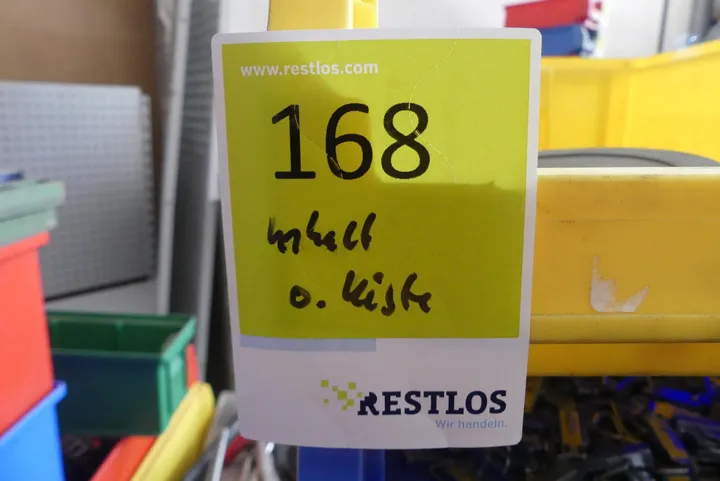 www.restlos.com
168
Inhalt
o. Kiste
RESTLOS
Wir handeln.